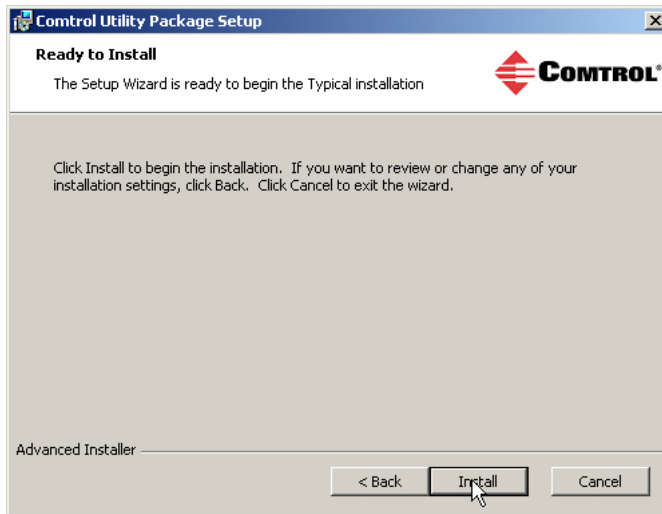 Comtrol Utility Package Setup
Ready to Install
The Setup Wizard is ready to begin the Typical installation
COMTROL®
Click Install to begin the installation. If you want to review or change any of your
installation settings, click Back. Click Cancel to exit the wizard.
Advanced Installer
< Back
Install
Cancel